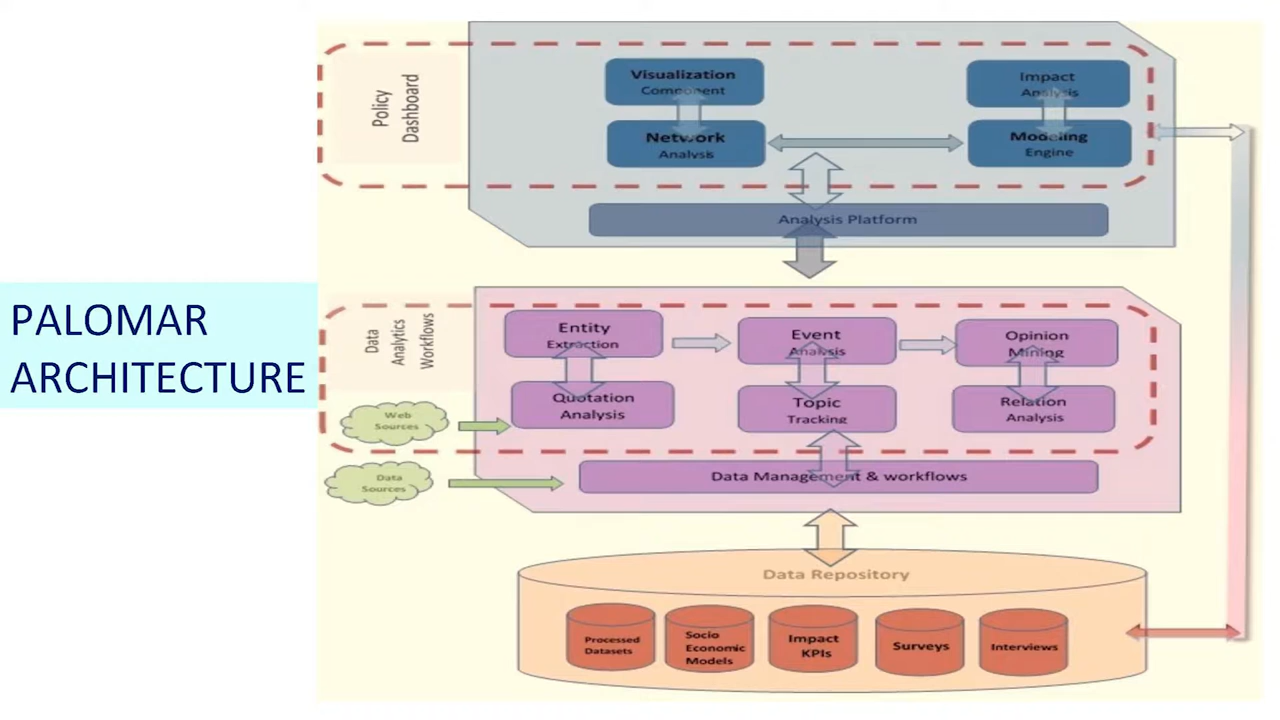 PALOMAR
ARCHITECTURE
Policy
Dashboard
Visualization
Component
Impact
Analysis
Network
Analysis
Modeling
Engine
Analysis Platform
Data
Analytics
Workflows
Entity
Extraction
Event
Analysis
Opinion
Mining
Quotation
Analysis
Topic
Tracking
Relation
Analysis
Web
Sources
Data
Sources
Data Management & workflows
Data Repository
Processed
Datasets
Socio
Economic
Models
Impact
KPIs
Surveys
Interviews